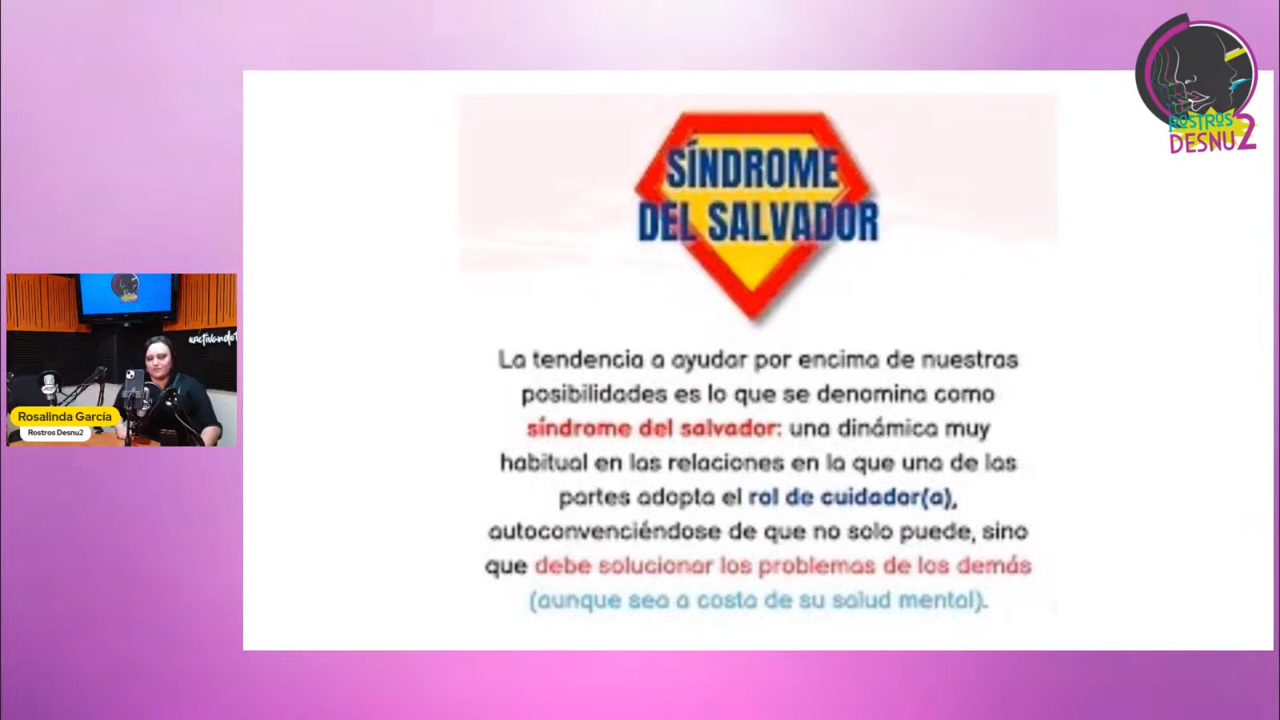 ROSTROS
DESNU2
SÍNDROME
DEL SALVADOR
La tendencia a ayudar por encima de nuestras
posibilidades es lo que se denomina como
síndrome del salvador: una dinámica muy
habitual en las relaciones en la que una de las
partes adopta el rol de cuidador(a),
autoconvenciéndose de que no solo puede, sino
que debe solucionar los problemas de los demás
(aunque sea a costa de su salud mental).
Rosalinda García
Rostros Desnu2